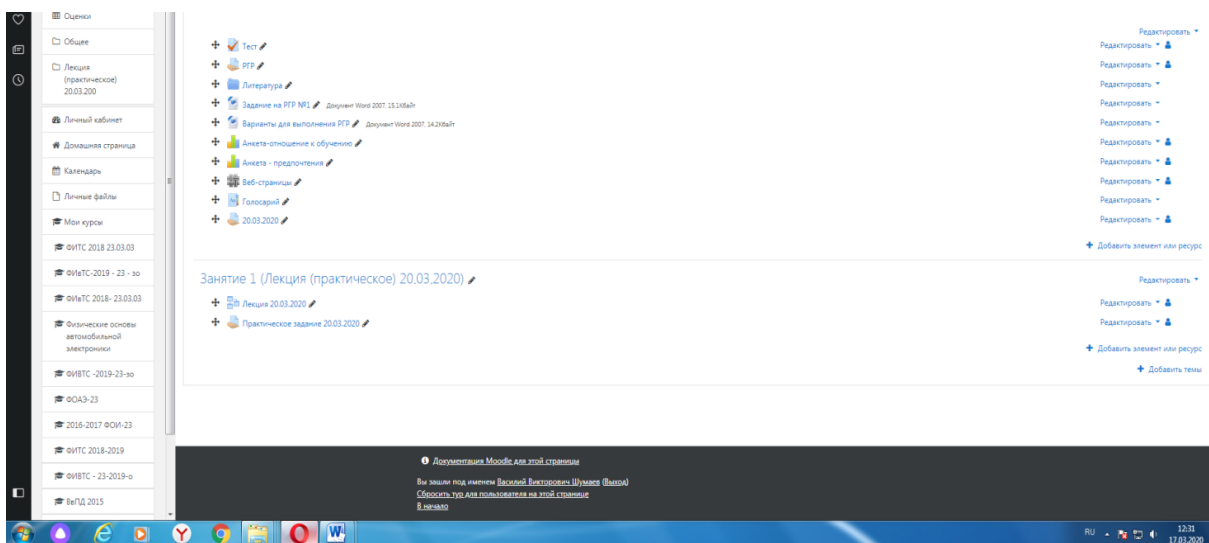 Оценки
Общее
Лекция
(практическое)
20.03.200
Личный кабинет
Домашняя страница
Календарь
Личные файлы
Мои курсы
ФИТС 2018 23.03.03
ФИвТС-2019 - 23 - зо
ФИвТС 2018- 23.03.03
Физические основы
автомобильной
электроники
ФИВТС -2019-23-зо
ФОАЭ-23
2016-2017 ФОИ-23
ФИТС 2018-2019
ФИВТС - 23-2019-о
ВвПД 2015
Редактировать
Тест Редактировать
РГР Редактировать
Литература Редактировать
Задание на РГР №1 Документ Word 2007, 15.1Кбайт Редактировать
Варианты для выполнения РГР Документ Word 2007, 14.2Кбайт Редактировать
Анкета-отношение к обучению Редактировать
Анкета - предпочтения Редактировать
Веб-страницы Редактировать
Голосарий Редактировать
20.03.2020 Редактировать
Добавить элемент или ресурс
Занятие 1 (Лекция (практическое) 20.03.2020) Редактировать
Лекция 20.03.2020 Редактировать
Практическое задание 20.03.2020 Редактировать
Добавить элемент или ресурс
Добавить темы
Документация Moodle для этой страницы
Вы зашли под именем Василий Викторович Шумаев (Выход)
Сбросить тур для пользователя на этой странице
В начало
RU 12:31
17.03.2020